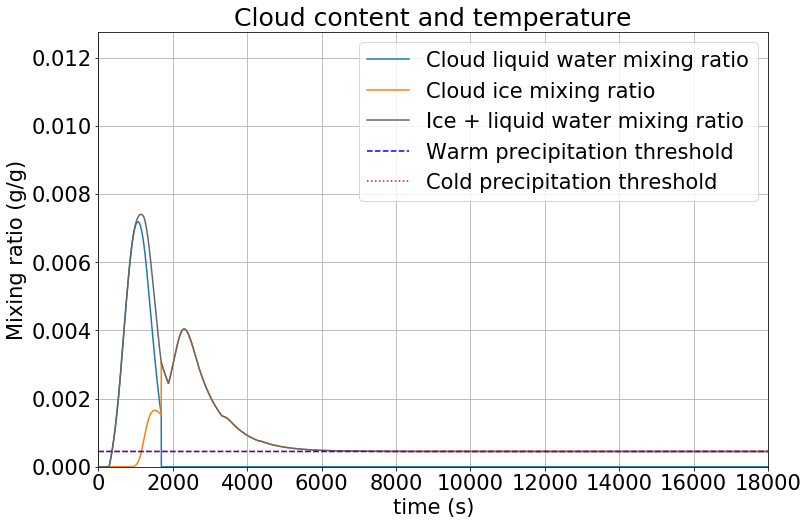 Cloud content and temperature
Mixing ratio (g/g)
0.012
0.010
0.008
0.006
0.004
0.002
0.000
Cloud liquid water mixing ratio
Cloud ice mixing ratio
Ice + liquid water mixing ratio
Warm precipitation threshold
Cold precipitation threshold
0 2000 4000 6000 8000 10000 12000 14000 16000 18000
time (s)